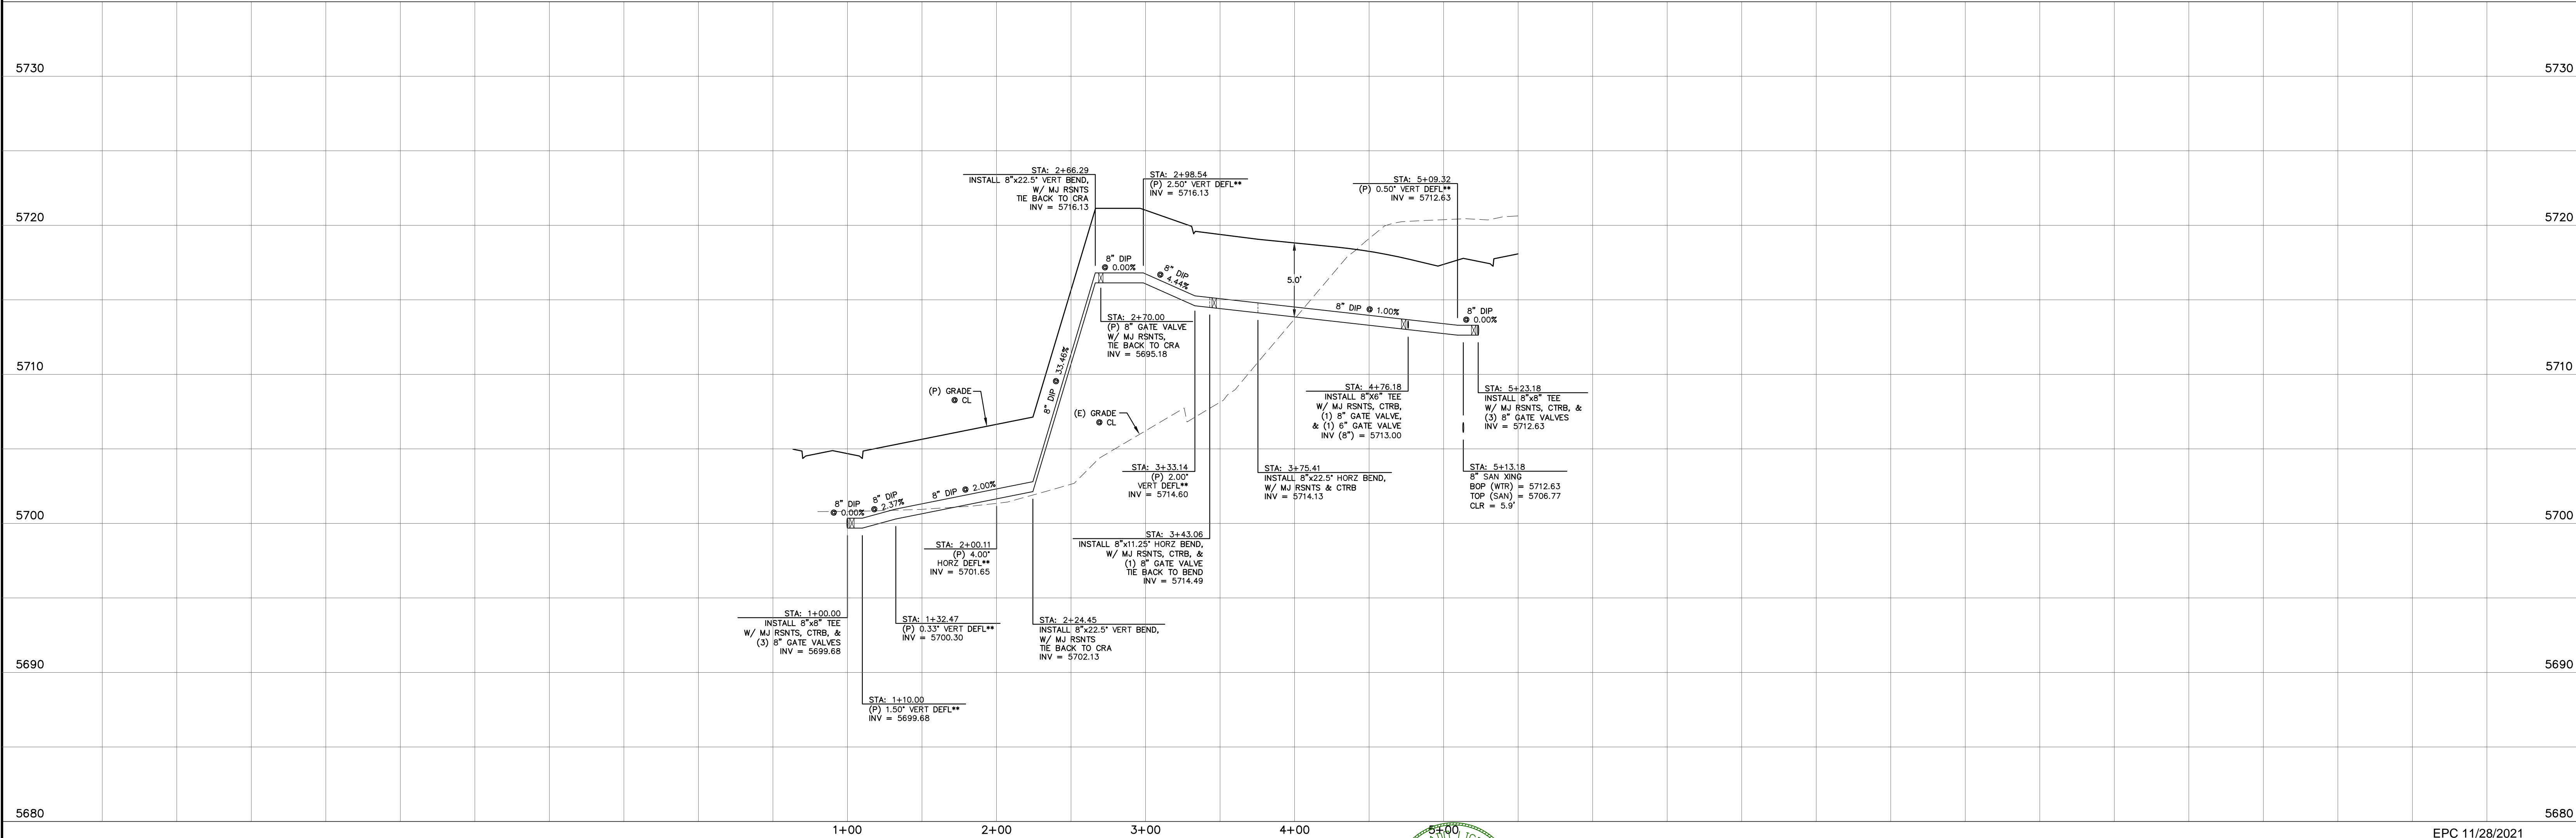 5730
5730
5720
5720
5710
5710
5700
5700
5690
5690
5680
5680
STA: 2+66.29
INSTALL 8"x22.5° VERT BEND,
W/ MJ RSNTS
TIE BACK TO CRA
INV = 5716.13
STA: 2+98.54
(P) 2.50° VERT DEFL**
INV = 5716.13
STA: 5+09.32
(P) 0.50° VERT DEFL**
INV = 5712.63
8" DIP
@ 0.00%
8" DIP
@ 4.44%
5.0'
8" DIP @ 1.00%
8" DIP
@ 0.00%
STA: 2+70.00
(P) 8" GATE VALVE
W/ MJ RSNTS,
TIE BACK TO CRA
INV = 5695.18
8" DIP @ 33.46%
(P) GRADE
@ CL
(E) GRADE
@ CL
STA: 4+76.18
INSTALL 8"X6" TEE
W/ MJ RSNTS, CTRB,
(1) 8" GATE VALVE,
& (1) 6" GATE VALVE
INV (8") = 5713.00
STA: 5+23.18
INSTALL 8"x8" TEE
W/ MJ RSNTS, CTRB, &
(3) 8" GATE VALVES
INV = 5712.63
STA: 3+33.14
(P) 2.00°
VERT DEFL**
INV = 5714.60
STA: 3+75.41
INSTALL 8"x22.5° HORZ BEND,
W/ MJ RSNTS & CTRB
INV = 5714.13
STA: 5+13.18
8" SAN XING
BOP (WTR) = 5712.63
TOP (SAN) = 5706.77
CLR = 5.9'
8" DIP
@ 0.00%
8" DIP
@ 2.37%
8" DIP @ 2.00%
STA: 2+00.11
(P) 4.00°
HORZ DEFL**
INV = 5701.65
STA: 3+43.06
INSTALL 8"x11.25° HORZ BEND,
W/ MJ RSNTS, CTRB, &
(1) 8" GATE VALVE
TIE BACK TO BEND
INV = 5714.49
STA: 1+00.00
INSTALL 8"x8" TEE
W/ MJ RSNTS, CTRB, &
(3) 8" GATE VALVES
INV = 5699.68
STA: 1+32.47
(P) 0.33° VERT DEFL**
INV = 5700.30
STA: 2+24.45
INSTALL 8"x22.5° VERT BEND,
W/ MJ RSNTS
TIE BACK TO CRA
INV = 5702.13
STA: 1+10.00
(P) 1.50° VERT DEFL**
INV = 5699.68
1+00
2+00
3+00
4+00
5+00
EPC 11/28/2021